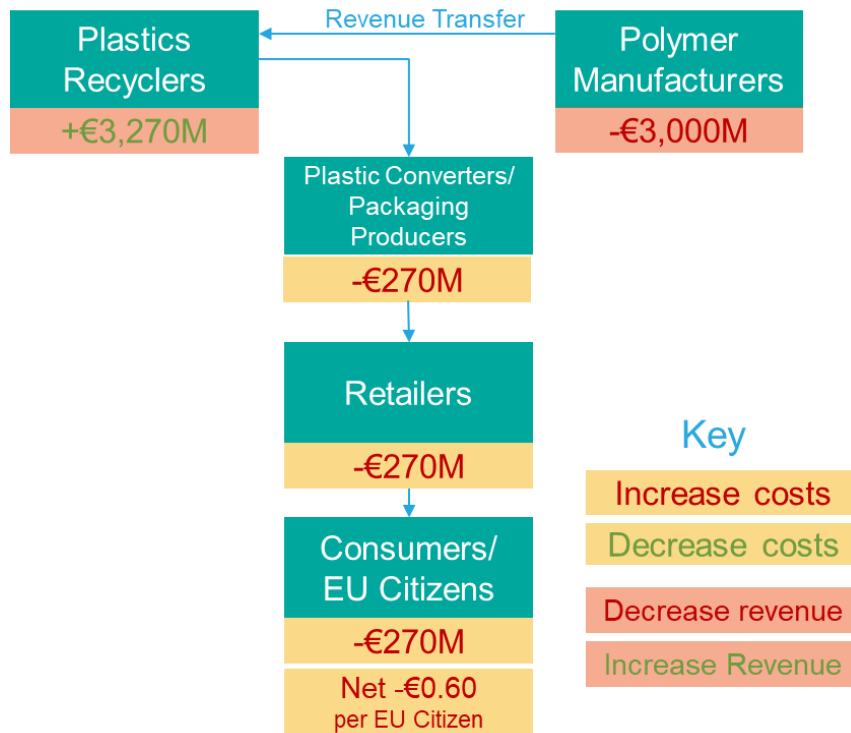 Revenue Transfer
Plastics
Recyclers
+€3,270M
Polymer
Manufacturers
-€3,000M
Plastic Converters/
Packaging
Producers
-€270M
Retailers
-€270M
Consumers/
EU Citizens
-€270M
Net -€0.60
per EU Citizen
Key
Increase costs
Decrease costs
Decrease revenue
Increase Revenue